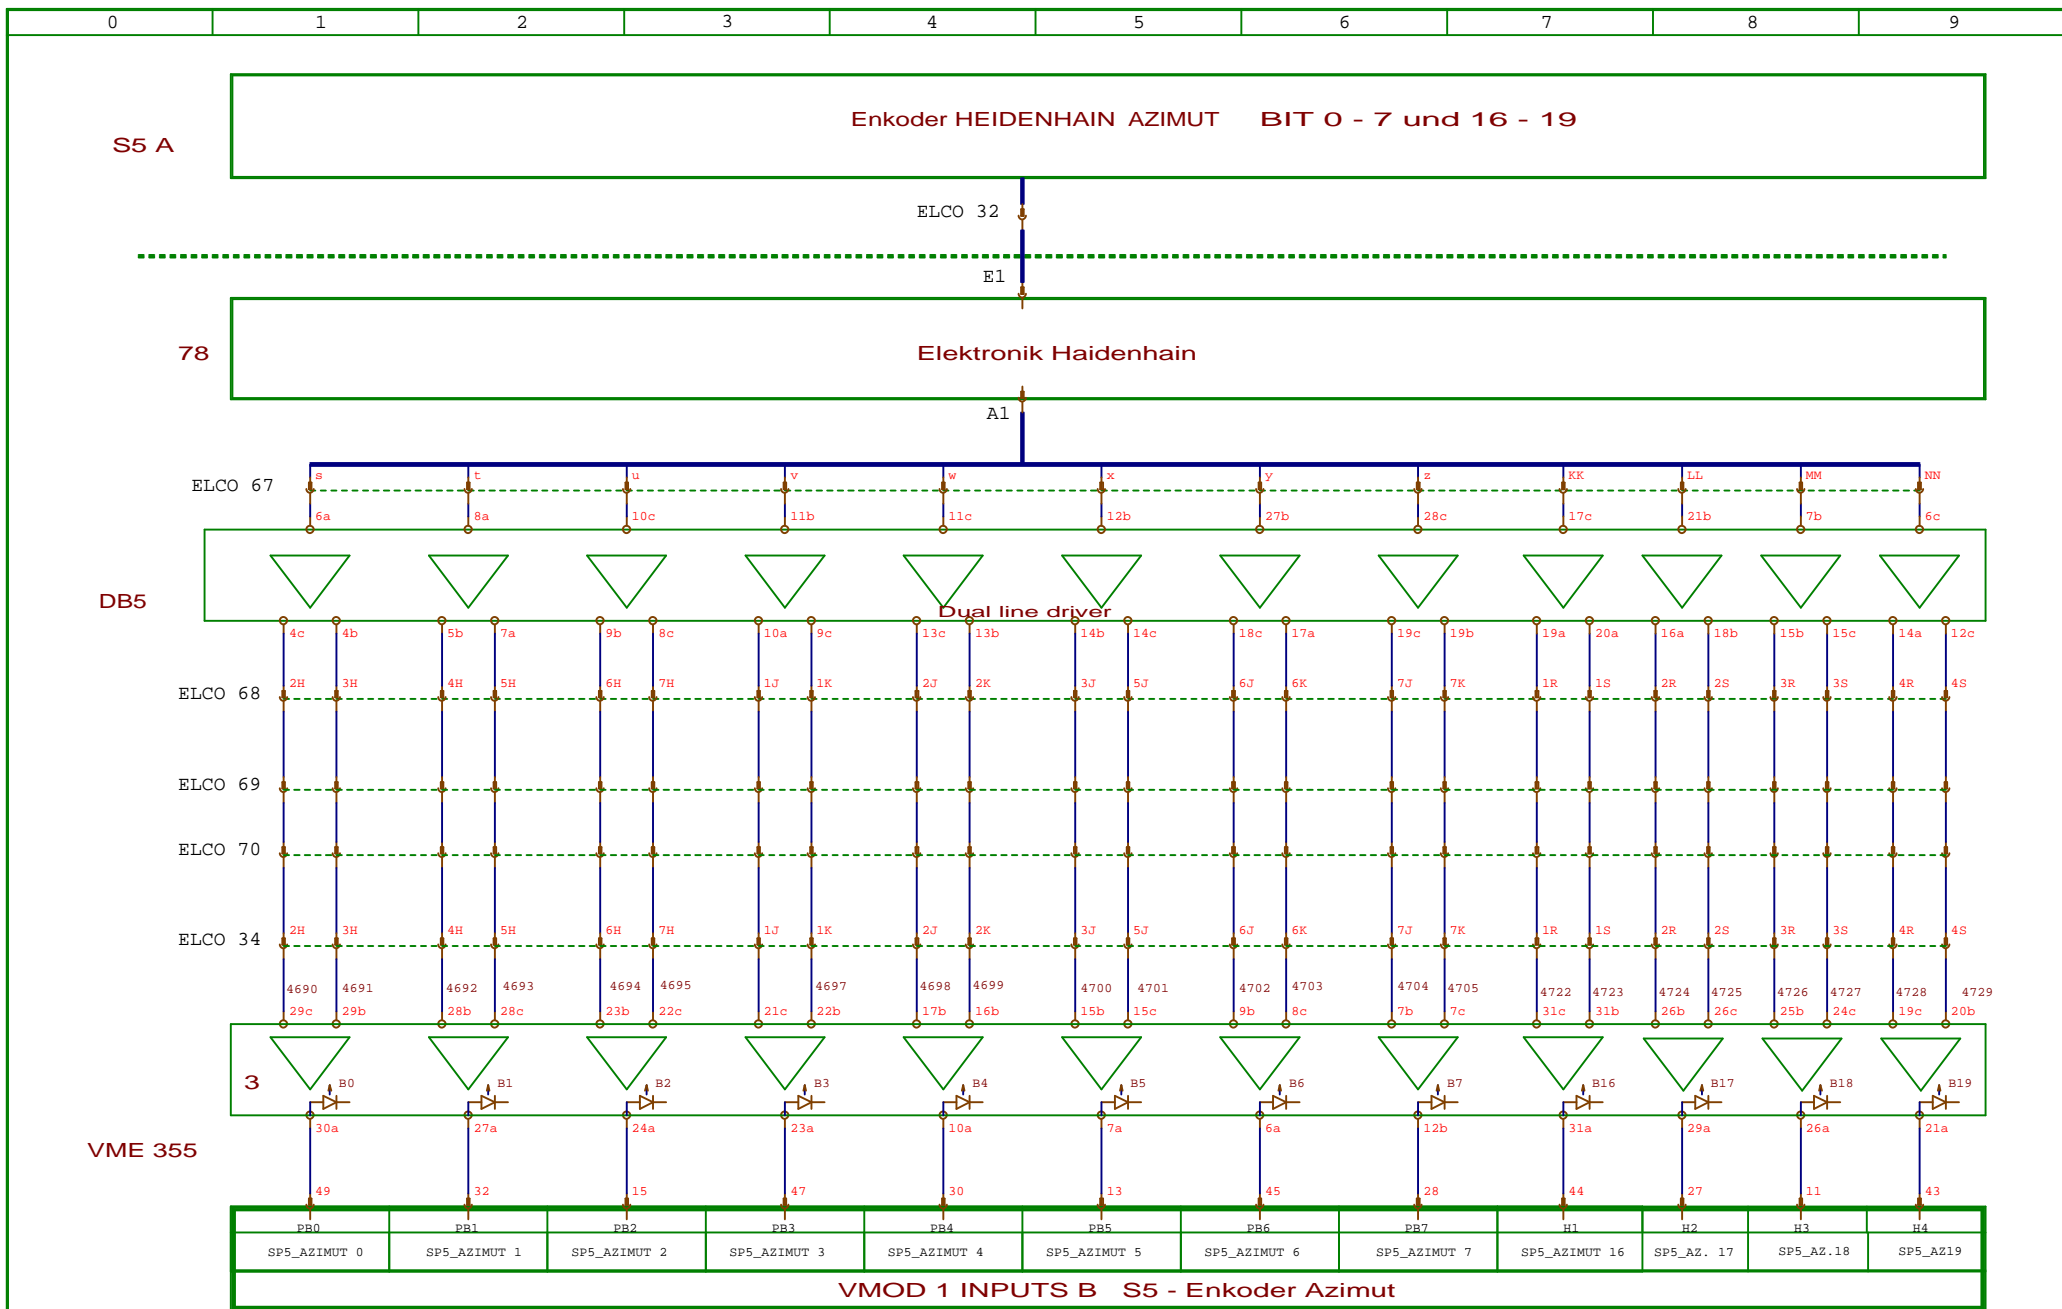 0 1 2 3 4 5 6 7 8 9
Enkoder HEIDENHAIN AZIMUT BIT 0 - 7 und 16 - 19
S5 A
ELCO 32
E1
78
Elektronik Haidenhain
A1
s t u v w x y z KK LL MM NN
ELCO 67
6a 8a 10c 11b 11c 12b 27b 28c 17c 21b 7b 6c
DB5
Dual line driver
4c 4b 5b 7a 9b 8c 10a 9c 13c 13b 14b 14c 18c 17a 19c 19b 19a 20a 16a 18b 15b 15c 14a 12c
2H 3H 4H 5H 6H 7H 1J 1K 2J 2K 3J 5J 6J 6K 7J 7K 1R 1S 2R 2S 3R 3S 4R 4S
ELCO 68
ELCO 69
ELCO 70
2H 3H 4H 5H 6H 7H 1J 1K 2J 2K 3J 5J 6J 6K 7J 7K 1R 1S 2R 2S 3R 3S 4R 4S
ELCO 34
4690 4691 4692 4693 4694 4695 4697 4698 4699 4700 4701 4702 4703 4704 4705 4722 4723 4724 4725 4726 4727 4728 4729
29c 29b 28b 28c 23b 22c 21c 22b 17b 16b 15b 15c 9b 8c 7b 7c 31c 31b 26b 26c 25b 24c 19c 20b
3
B0 B1 B2 B3 B4 B5 B6 B7 B16 B17 B18 B19
30a 27a 24a 23a 10a 7a 6a 12b 31a 29a 26a 21a
VME 355
49 32 15 47 30 13 45 28 44 27 11 43
PB0 PB1 PB2 PB3 PB4 PB5 PB6 PB7 H1 H2 H3 H4
SP5_AZIMUT 0 SP5_AZIMUT 1 SP5_AZIMUT 2 SP5_AZIMUT 3 SP5_AZIMUT 4 SP5_AZIMUT 5 SP5_AZIMUT 6 SP5_AZIMUT 7 SP5_AZIMUT 16 SP5_AZ. 17 SP5_AZ.18 SP5_AZ19
VMOD 1 INPUTS B S5 - Enkoder Azimut